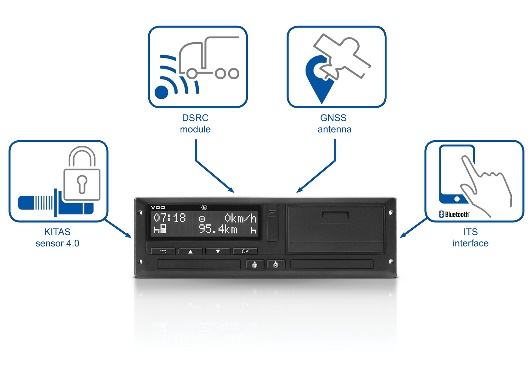 DSRC
module
GNSS
antenna
KITAS
sensor 4.0
Bluetooth
ITS
interface
VDO
07:18 0km/h
95.4km